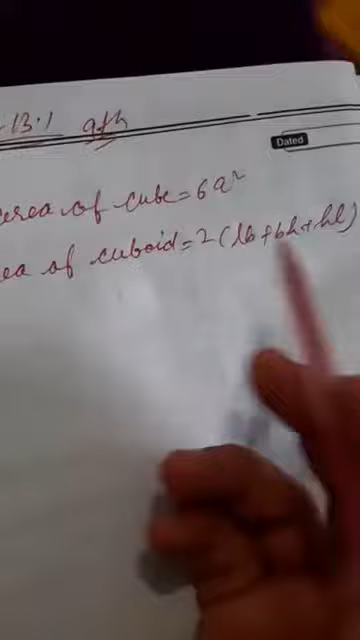 13.1 9th
Dated
area of cube = 6a²
area of cuboid = 2(lb+bh+hl)